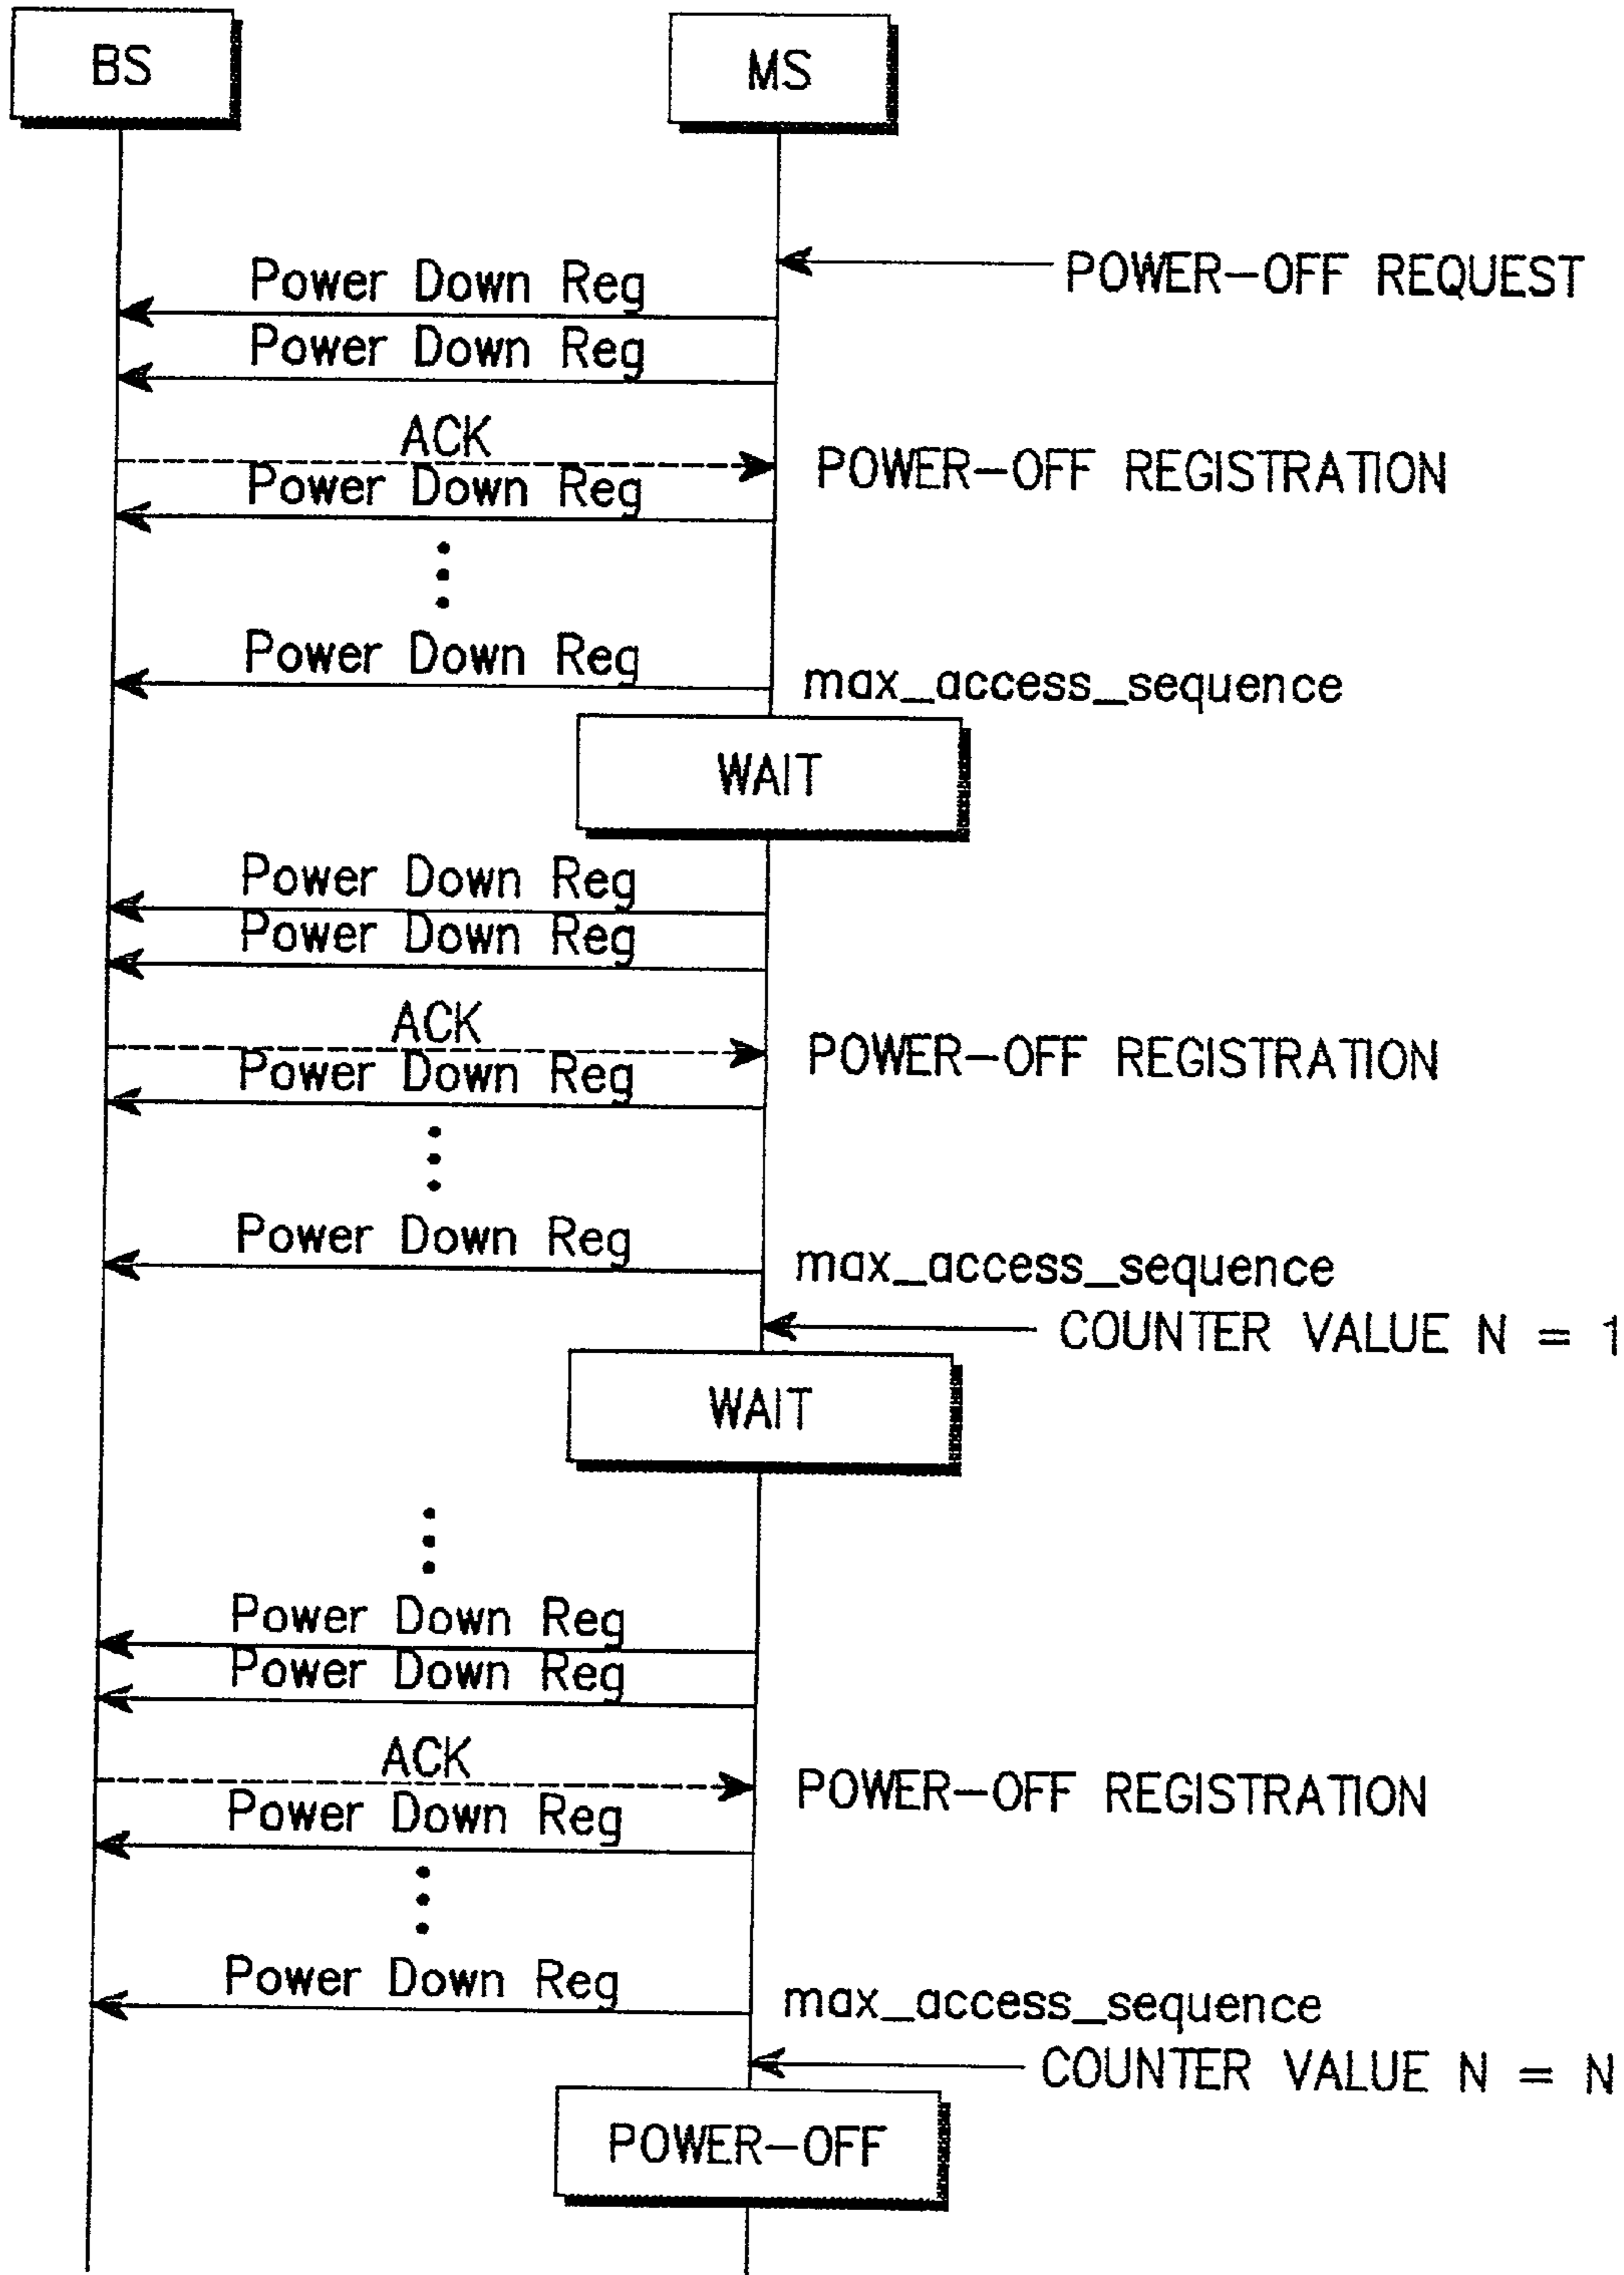 BS
MS
POWER-OFF REQUEST
Power Down Reg
Power Down Reg
ACK
POWER-OFF REGISTRATION
Power Down Reg
Power Down Reg
max_access_sequence
WAIT
Power Down Reg
Power Down Reg
ACK
POWER-OFF REGISTRATION
Power Down Reg
Power Down Reg
max_access_sequence
COUNTER VALUE N = 1
WAIT
Power Down Reg
Power Down Reg
ACK
POWER-OFF REGISTRATION
Power Down Reg
Power Down Reg
max_access_sequence
COUNTER VALUE N = N
POWER-OFF